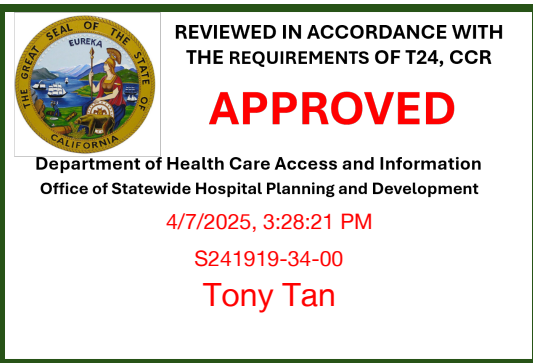 THE GREAT SEAL OF THE STATE OF CALIFORNIA
EUREKA
REVIEWED IN ACCORDANCE WITH
THE REQUIREMENTS OF T24, CCR
APPROVED
Department of Health Care Access and Information
Office of Statewide Hospital Planning and Development
4/7/2025, 3:28:21 PM
S241919-34-00
Tony Tan